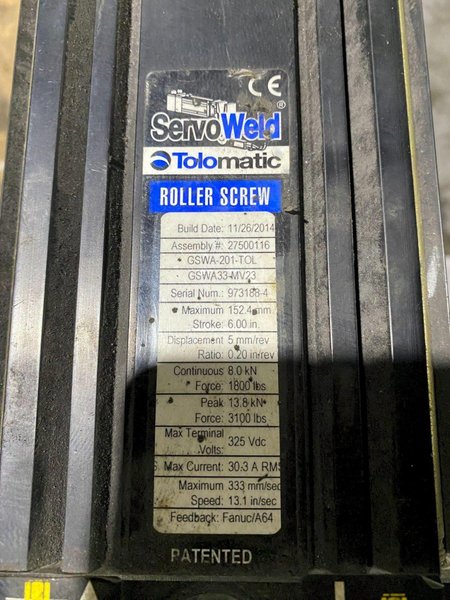 CE
ServoWeld®
Tolomatic
ROLLER SCREW
Build Date: 11/26/2014
Assembly #: 27500116
GSWA-201-TOL
GSWA33-MV23
Serial Num.: 973188-4
Maximum 152.4 mm
Stroke: 6.00 in.
Displacement 5 mm/rev
Ratio: 0.20 in/rev
Continuous 8.0 kN
Force: 1800 lbs
Peak 13.8 kN
Force: 3100 lbs
Max Terminal
Volts: 325 Vdc
S. Max Current: 30.3 A RMS
Maximum 333 mm/sec
Speed: 13.1 in/sec
Feedback: Fanuc/A64
PATENTED